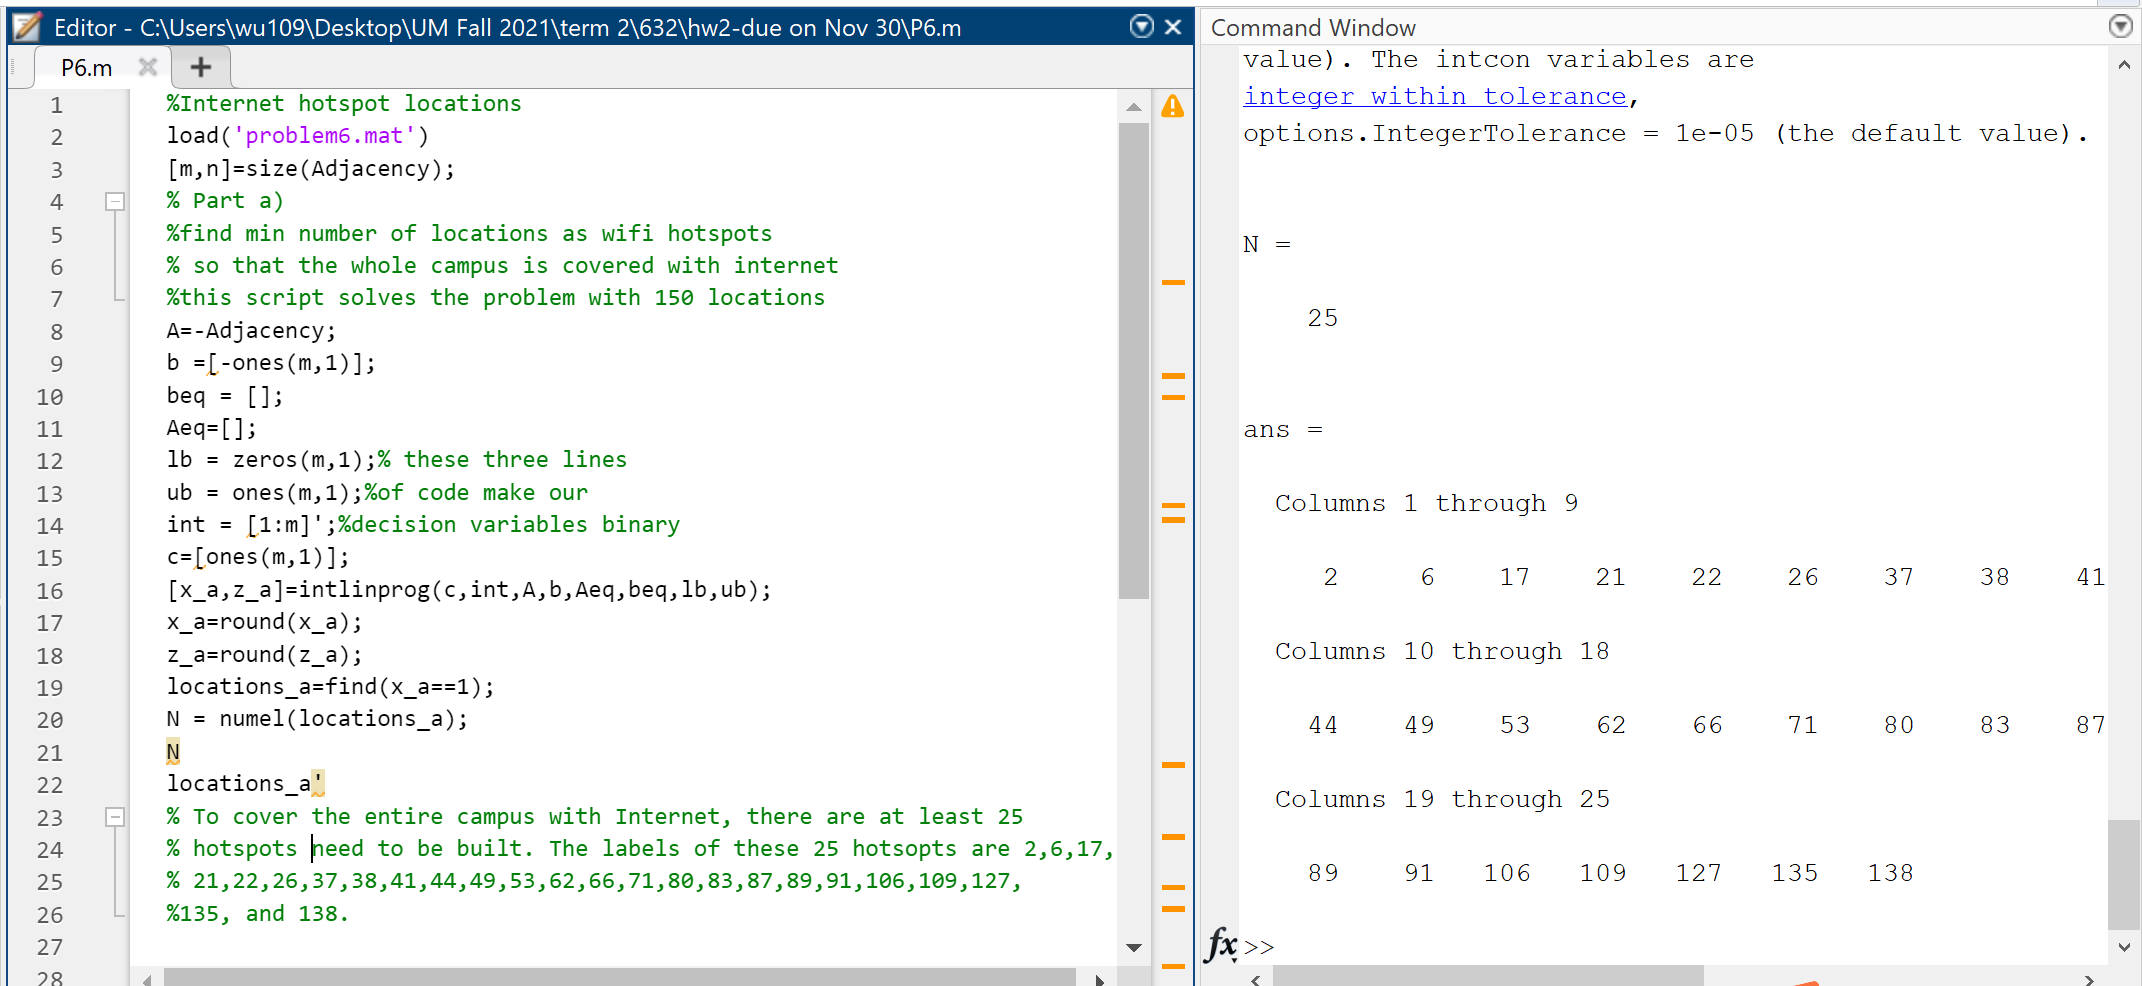 Editor - C:\Users\wu109\Desktop\UM Fall 2021\term 2\632\hw2-due on Nov 30\P6.m
P6.m
1 %Internet hotspot locations
2 load('problem6.mat')
3 [m,n]=size(Adjacency);
4 % Part a)
5 %find min number of locations as wifi hotspots
6 % so that the whole campus is covered with internet
7 %this script solves the problem with 150 locations
8 A=-Adjacency;
9 b =[-ones(m,1)];
10 beq = [];
11 Aeq=[];
12 lb = zeros(m,1);% these three lines
13 ub = ones(m,1);%of code make our
14 int = [1:m]';%decision variables binary
15 c=[ones(m,1)];
16 [x_a,z_a]=intlinprog(c,int,A,b,Aeq,beq,lb,ub);
17 x_a=round(x_a);
18 z_a=round(z_a);
19 locations_a=find(x_a==1);
20 N = numel(locations_a);
21 N
22 locations_a'
23 % To cover the entire campus with Internet, there are at least 25
24 % hotspots need to be built. The labels of these 25 hotsopts are 2,6,17,
25 % 21,22,26,37,38,41,44,49,53,62,66,71,80,83,87,89,91,106,109,127,
26 %135, and 138.
27
28
Command Window
value). The intcon variables are
integer within tolerance,
options.IntegerTolerance = 1e-05 (the default value).
N =
25
ans =
Columns 1 through 9
2 6 17 21 22 26 37 38 41
Columns 10 through 18
44 49 53 62 66 71 80 83 87
Columns 19 through 25
89 91 106 109 127 135 138
fx >>